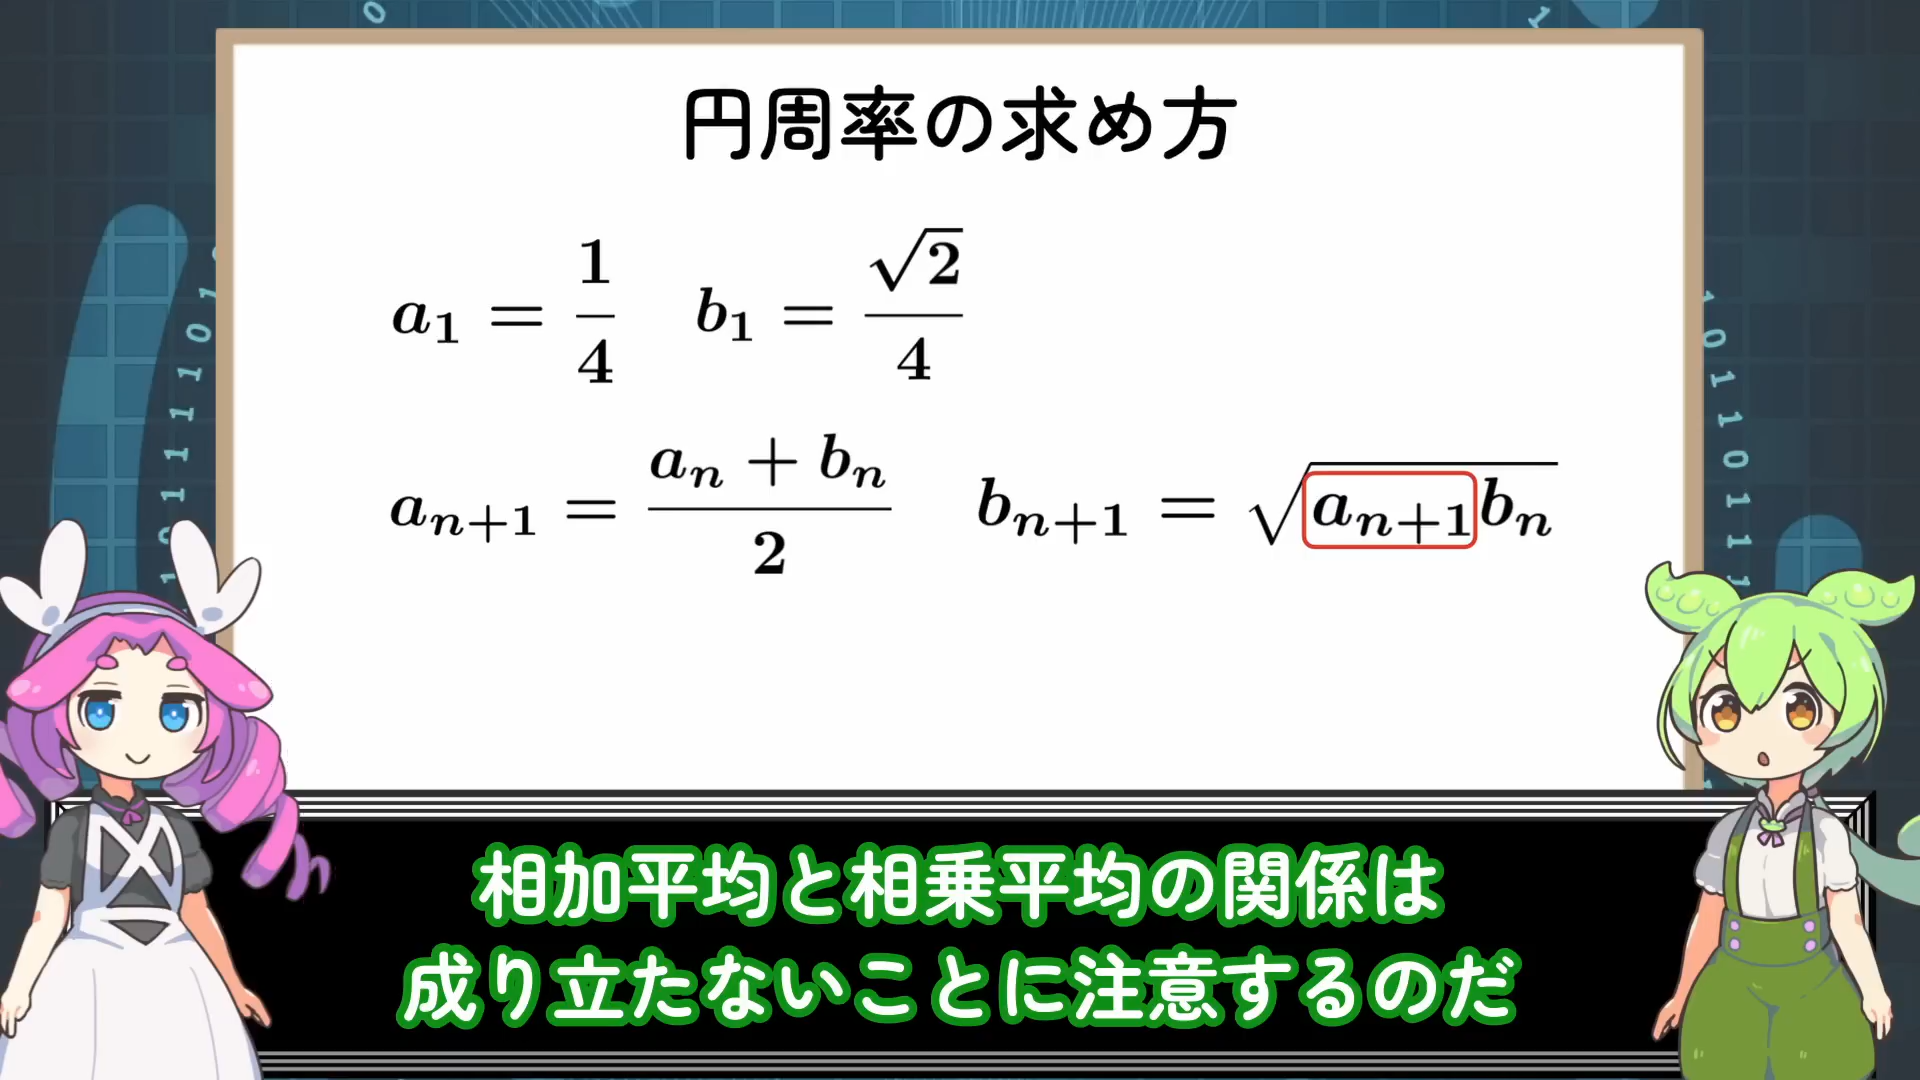 円周率の求め方
a₁ = 1/4 b₁ = √2/4
aₙ₊₁ = (aₙ + bₙ)/2 bₙ₊₁ = √(aₙ₊₁bₙ)
相加平均と相乗平均の関係は
成り立たないことに注意するのだ